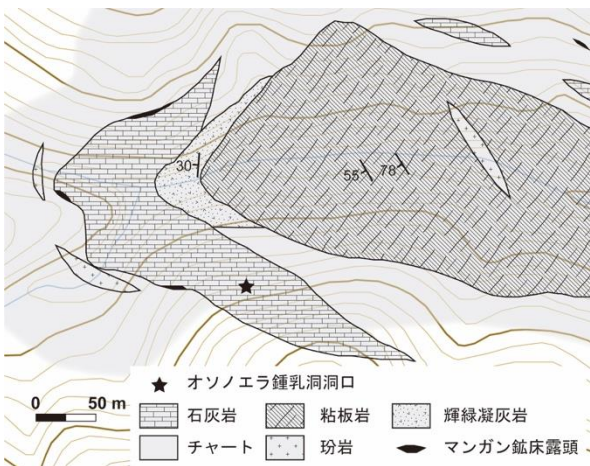 30
55 78
★ オソノエラ鍾乳洞洞口
0 50 m
石灰岩 粘板岩 輝緑凝灰岩
チャート 玢岩 マンガン鉱床露頭